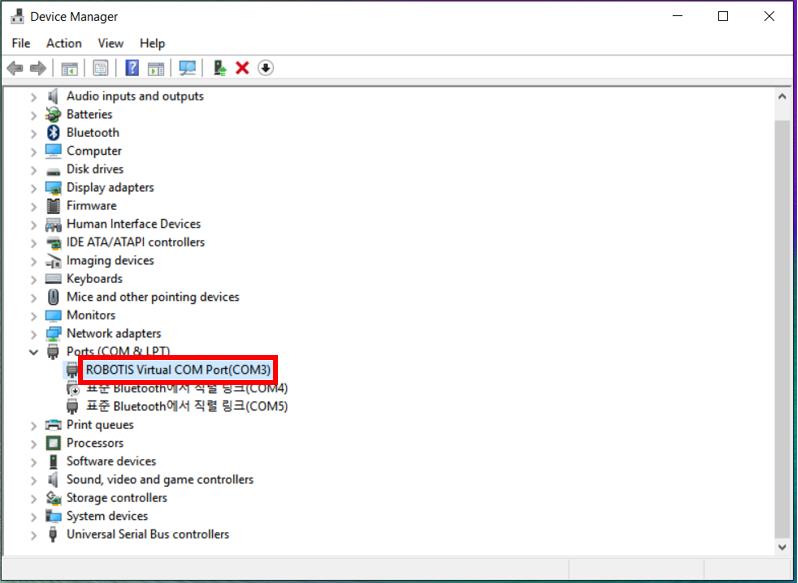 Device Manager
File Action View Help
Audio inputs and outputs
Batteries
Bluetooth
Computer
Disk drives
Display adapters
Firmware
Human Interface Devices
IDE ATA/ATAPI controllers
Imaging devices
Keyboards
Mice and other pointing devices
Monitors
Network adapters
Ports (COM & LPT)
ROBOTIS Virtual COM Port(COM3)
표준 Bluetooth에서 직렬 링크(COM4)
표준 Bluetooth에서 직렬 링크(COM5)
Print queues
Processors
Software devices
Sound, video and game controllers
Storage controllers
System devices
Universal Serial Bus controllers